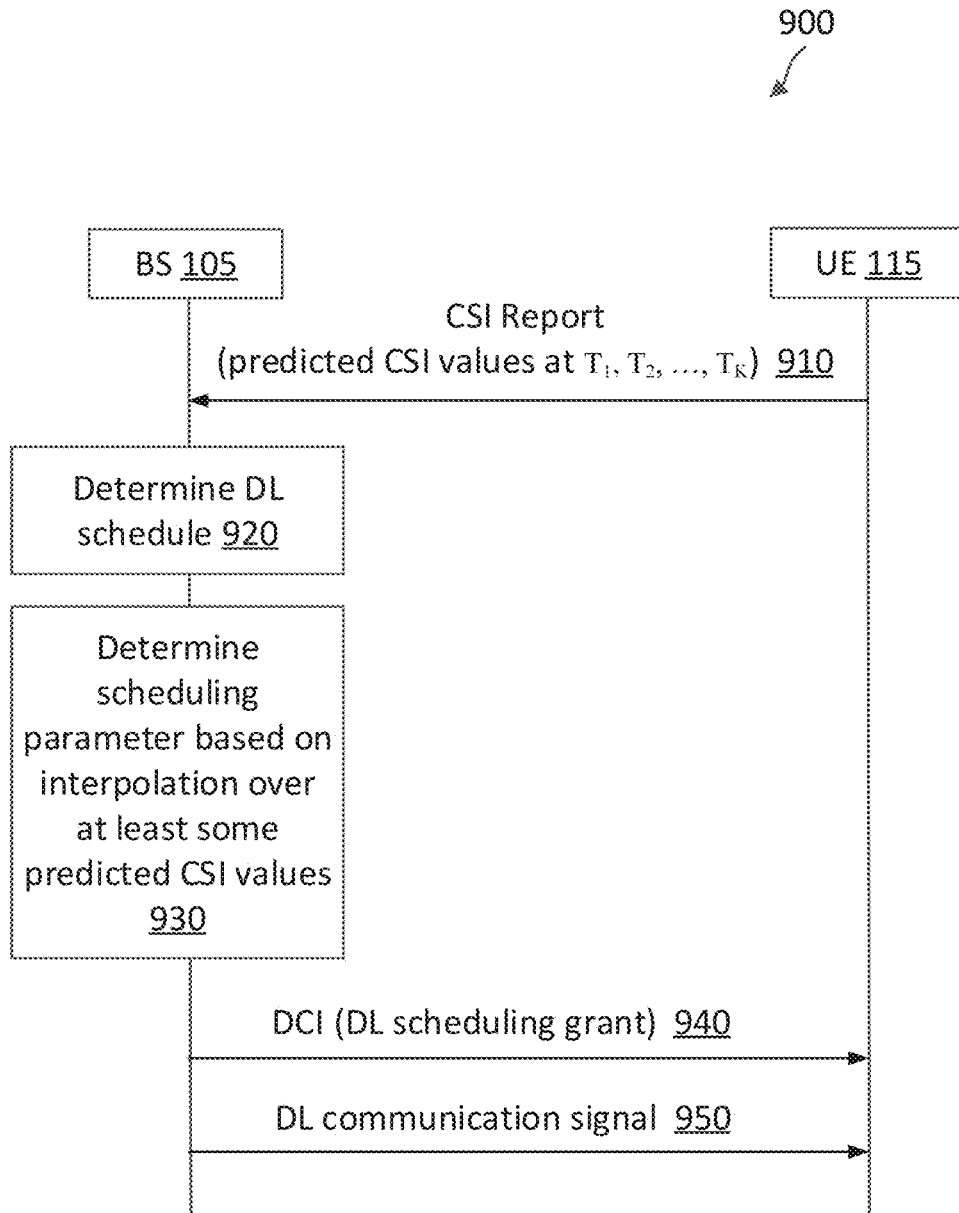 900
BS 105
UE 115
CSI Report
(predicted CSI values at T₁, T₂, ..., T_K) 910
Determine DL
schedule 920
Determine
scheduling
parameter based on
interpolation over
at least some
predicted CSI values
930
DCI (DL scheduling grant) 940
DL communication signal 950